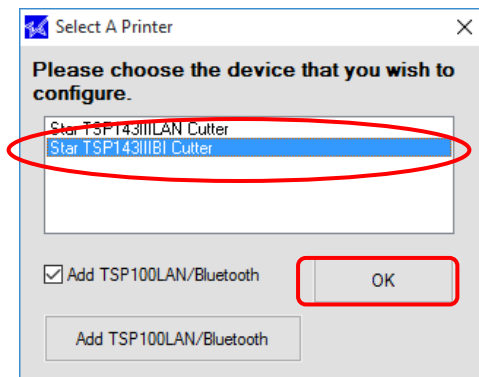 Select A Printer
Please choose the device that you wish to
configure.
Star TSP143IIILAN Cutter
Star TSP143IIIBI Cutter
Add TSP100LAN/Bluetooth
OK
Add TSP100LAN/Bluetooth